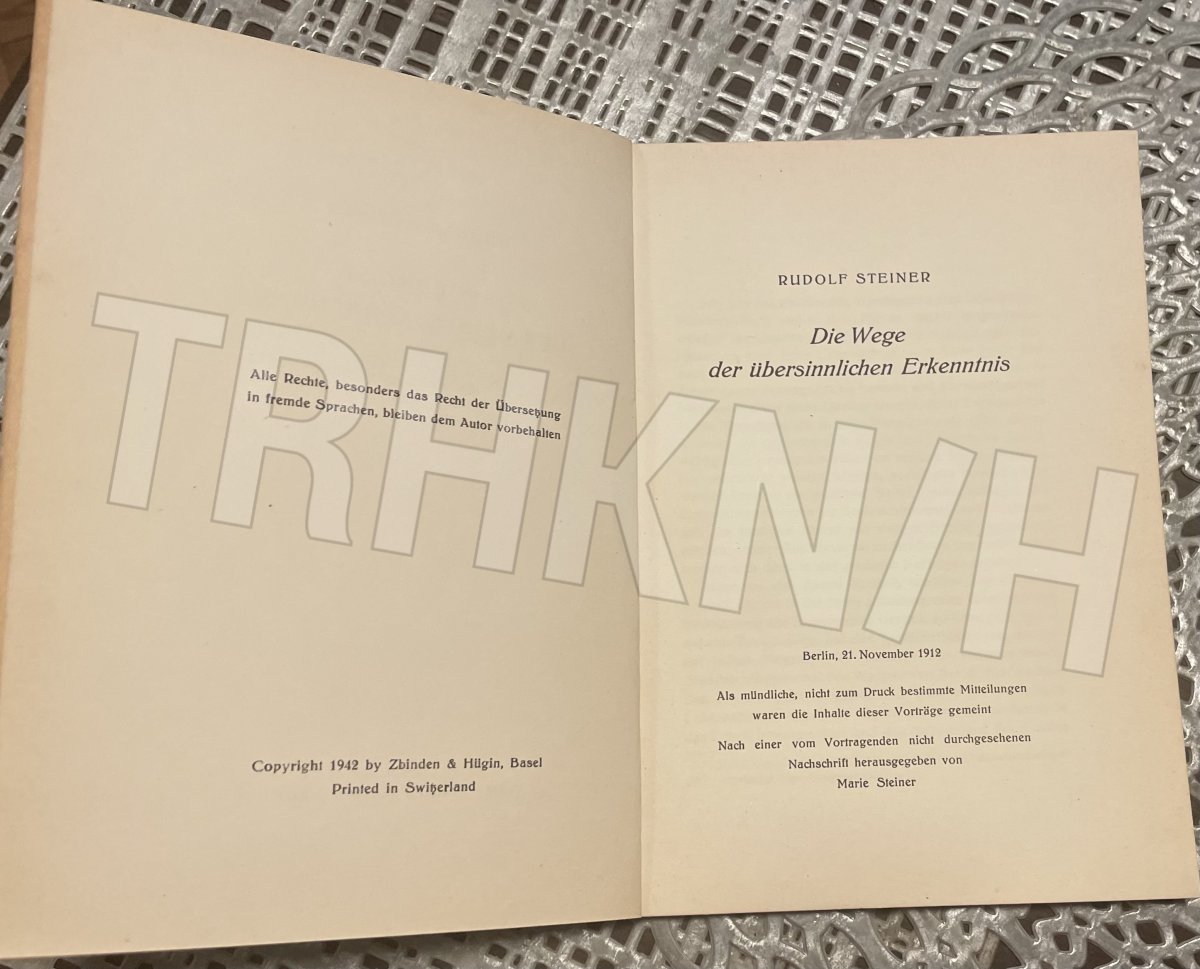 Alle Rechte, besonders das Recht der Übersetzung
in fremde Sprachen, bleiben dem Autor vorbehalten
Copyright 1942 by Zbinden & Hügin, Basel
Printed in Switzerland
RUDOLF STEINER
Die Wege
der übersinnlichen Erkenntnis
Berlin, 21. November 1912
Als mündliche, nicht zum Druck bestimmte Mitteilungen
waren die Inhalte dieser Vorträge gemeint
Nach einer vom Vortragenden nicht durchgesehenen
Nachschrift herausgegeben von
Marie Steiner
TRHKN/H